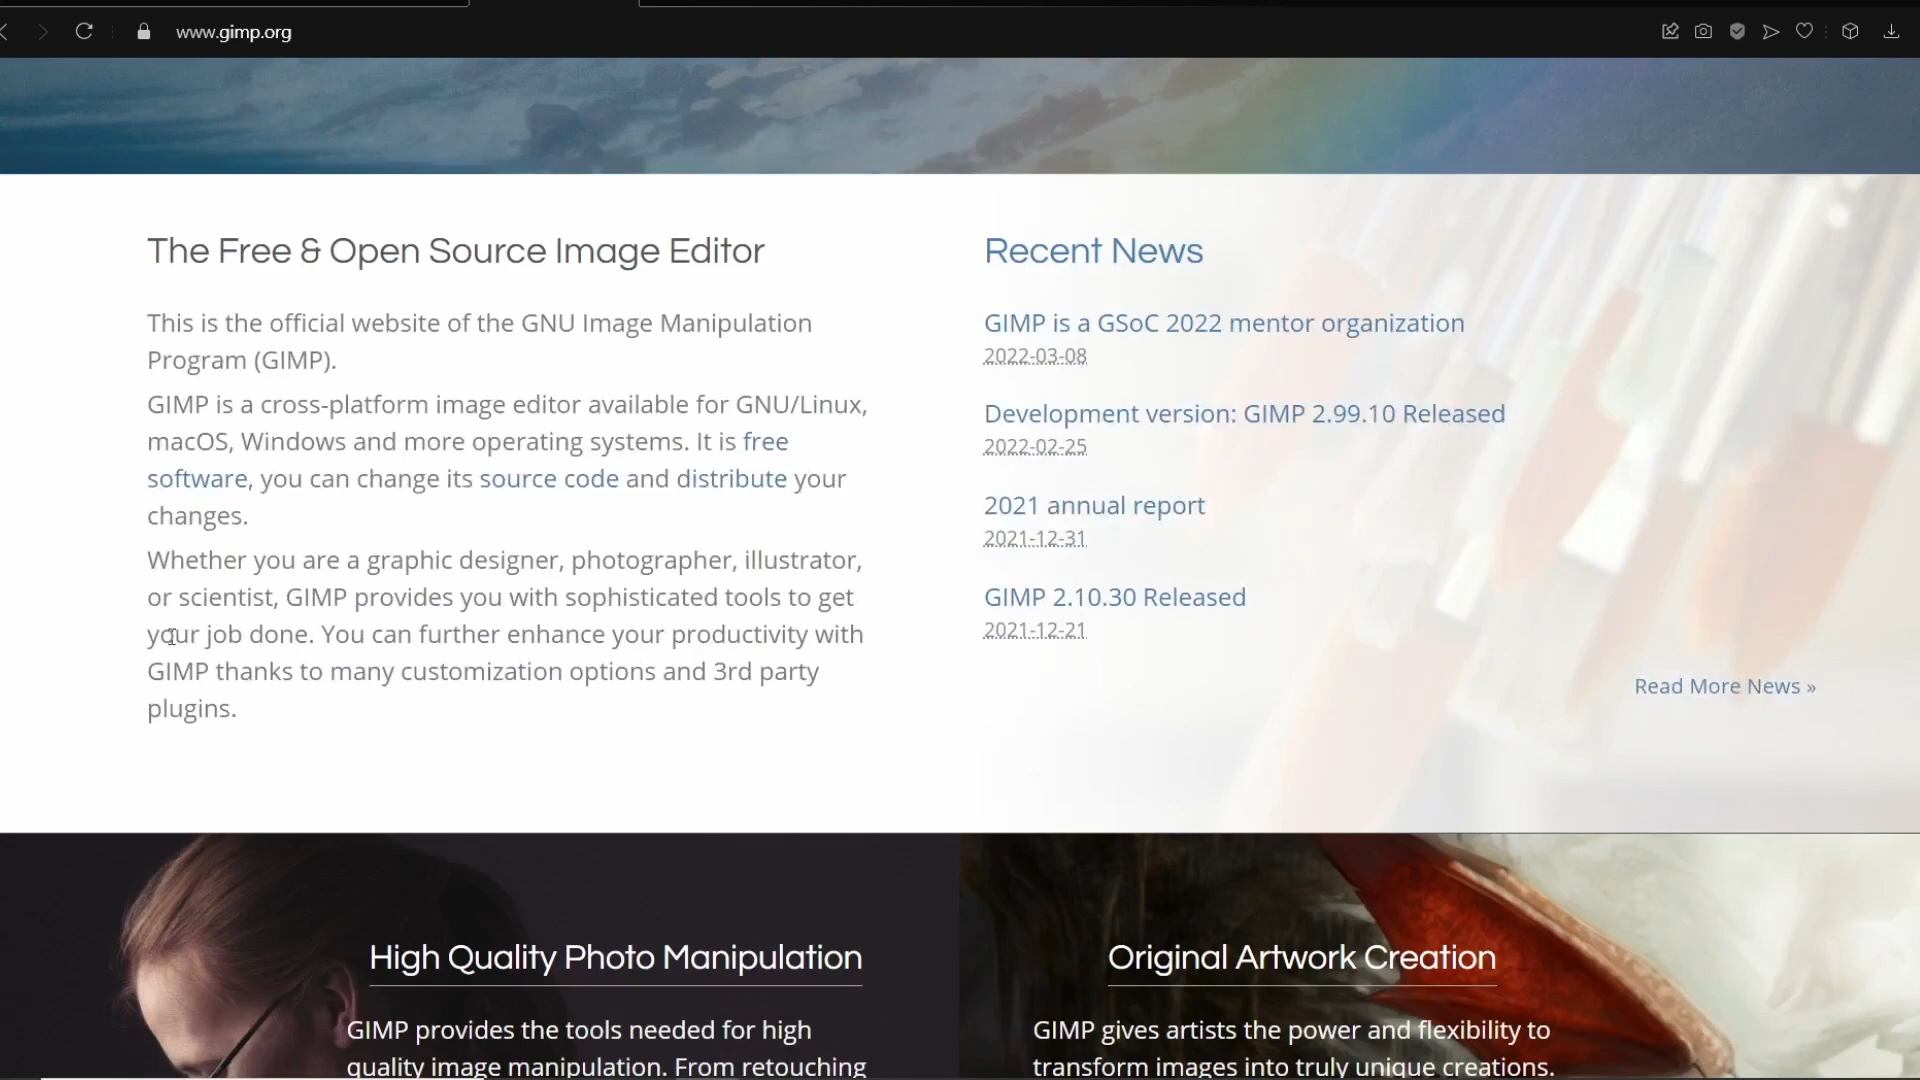 www.gimp.org
The Free & Open Source Image Editor
This is the official website of the GNU Image Manipulation
Program (GIMP).
GIMP is a cross-platform image editor available for GNU/Linux,
macOS, Windows and more operating systems. It is free
software, you can change its source code and distribute your
changes.
Whether you are a graphic designer, photographer, illustrator,
or scientist, GIMP provides you with sophisticated tools to get
your job done. You can further enhance your productivity with
GIMP thanks to many customization options and 3rd party
plugins.
Recent News
GIMP is a GSoC 2022 mentor organization
2022-03-08
Development version: GIMP 2.99.10 Released
2022-02-25
2021 annual report
2021-12-31
GIMP 2.10.30 Released
2021-12-21
Read More News »
High Quality Photo Manipulation
GIMP provides the tools needed for high
quality image manipulation. From retouching
Original Artwork Creation
GIMP gives artists the power and flexibility to
transform images into truly unique creations.